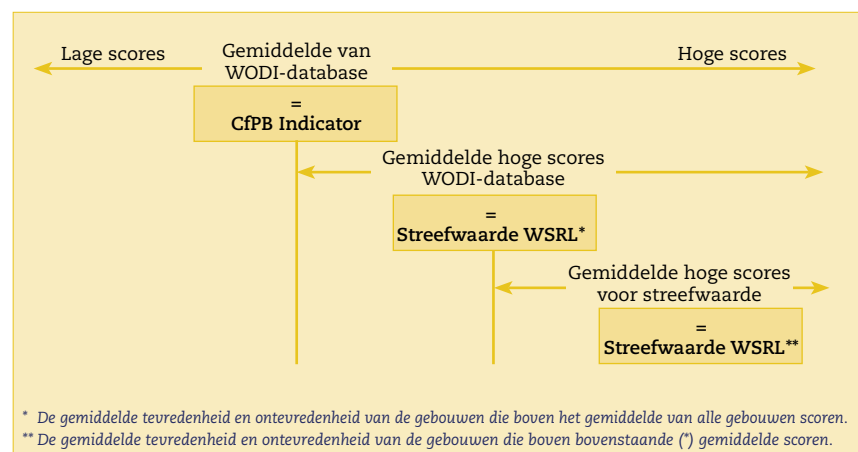 Lage scores
Gemiddelde van
WODI-database
Hoge scores
=
CfPB Indicator
Gemiddelde hoge scores
WODI-database
=
Streefwaarde WSRL*
Gemiddelde hoge scores
voor streefwaarde
=
Streefwaarde WSRL**
* De gemiddelde tevredenheid en ontevredenheid van de gebouwen die boven het gemiddelde van alle gebouwen scoren.
** De gemiddelde tevredenheid en ontevredenheid van de gebouwen die boven bovenstaande (*) gemiddelde scoren.